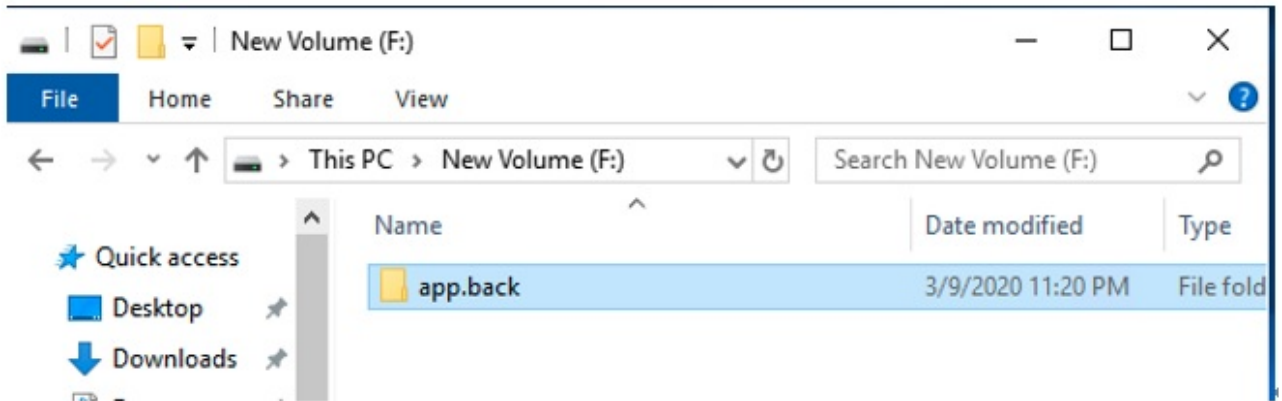 New Volume (F:)
File Home Share View
This PC > New Volume (F:) Search New Volume (F:)
Name Date modified Type
Quick access
app.back 3/9/2020 11:20 PM File fold
Desktop
Downloads